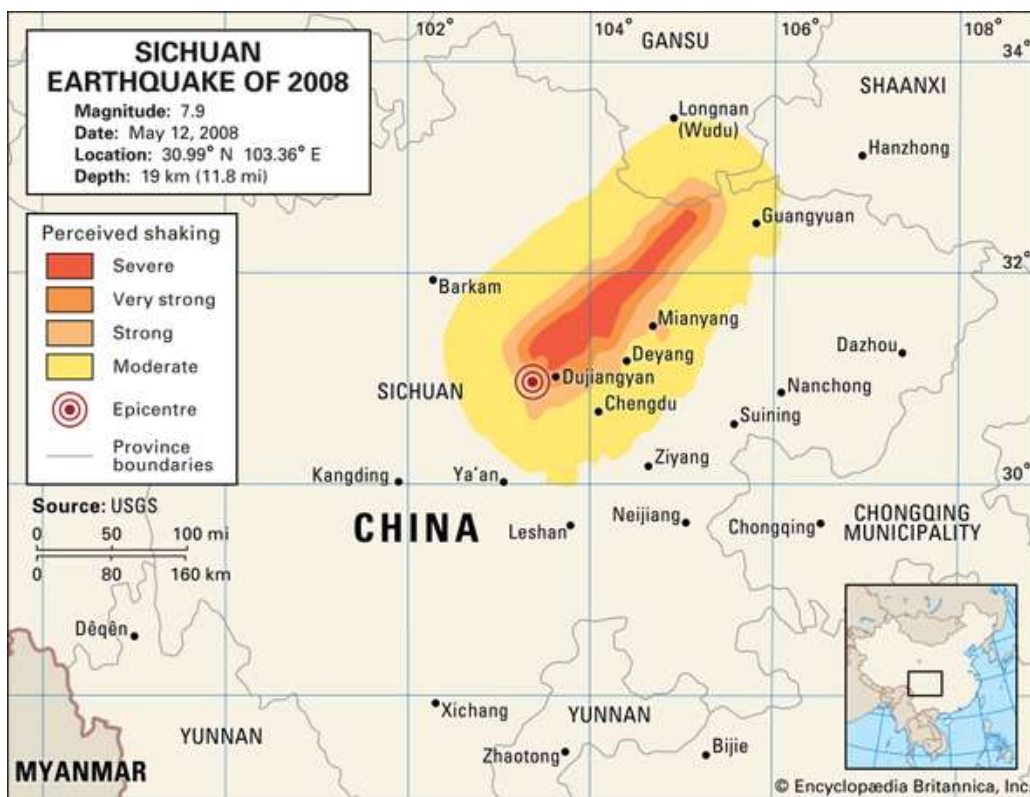 SICHUAN
EARTHQUAKE OF 2008
Magnitude: 7.9
Date: May 12, 2008
Location: 30.99° N 103.36° E
Depth: 19 km (11.8 mi)
Perceived shaking
Severe
Very strong
Strong
Moderate
Epicentre
Province
boundaries
Source: USGS
0 50 100 mi
0 80 160 km
102° 104° 106° 108°
34°
32°
30°
GANSU
SHAANXI
Longnan
(Wudu)
Hanzhong
Guangyuan
Barkam
Mianyang
Deyang
Dazhou
Dujiangyan
SICHUAN
Nanchong
Chengdu
Suining
Ziyang
Kangding
Ya'an
CHINA
Leshan
Neijiang
Chongqing
CHONGQING
MUNICIPALITY
Dêqên
Xichang
YUNNAN
YUNNAN
Zhaotong
Bijie
MYANMAR
© Encyclopædia Britannica, Inc.